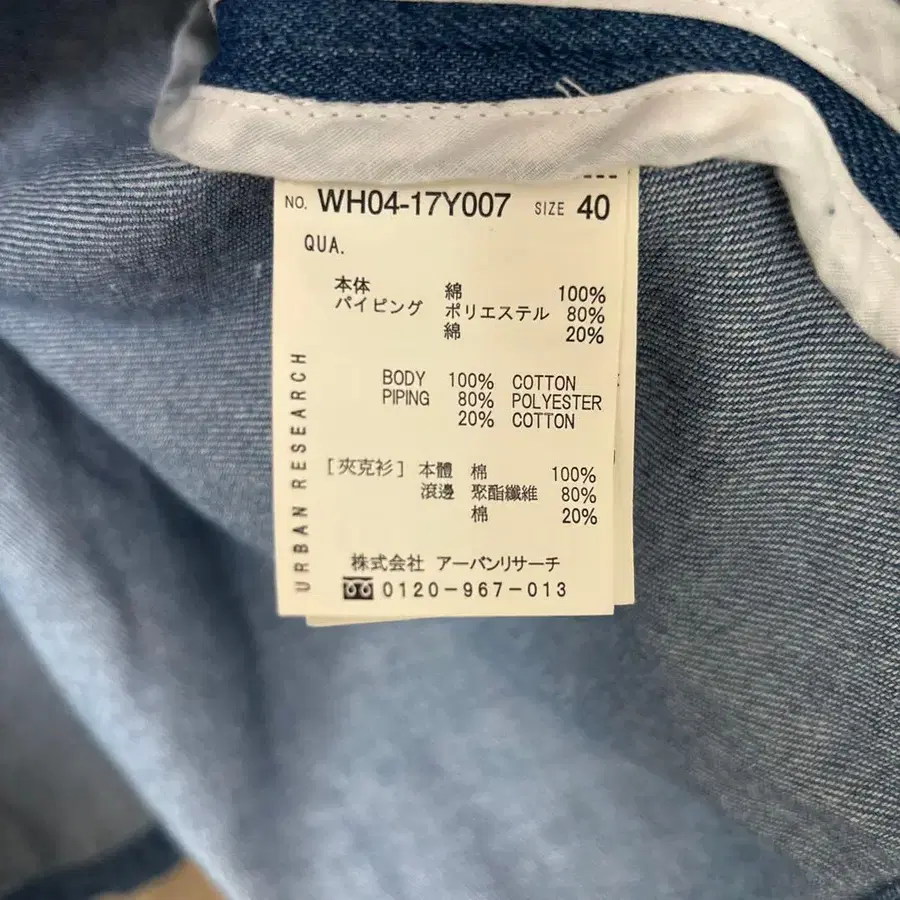 NO. WH04-17Y007 SIZE 40
QUA.
本体 綿 100%
パイピング ポリエステル 80%
綿 20%
BODY 100% COTTON
PIPING 80% POLYESTER
20% COTTON
[夾克衫] 本體 棉 100%
滾邊 聚酯纖維 80%
棉 20%
株式会社 アーバンリサーチ
0120-967-013
URBAN RESEARCH